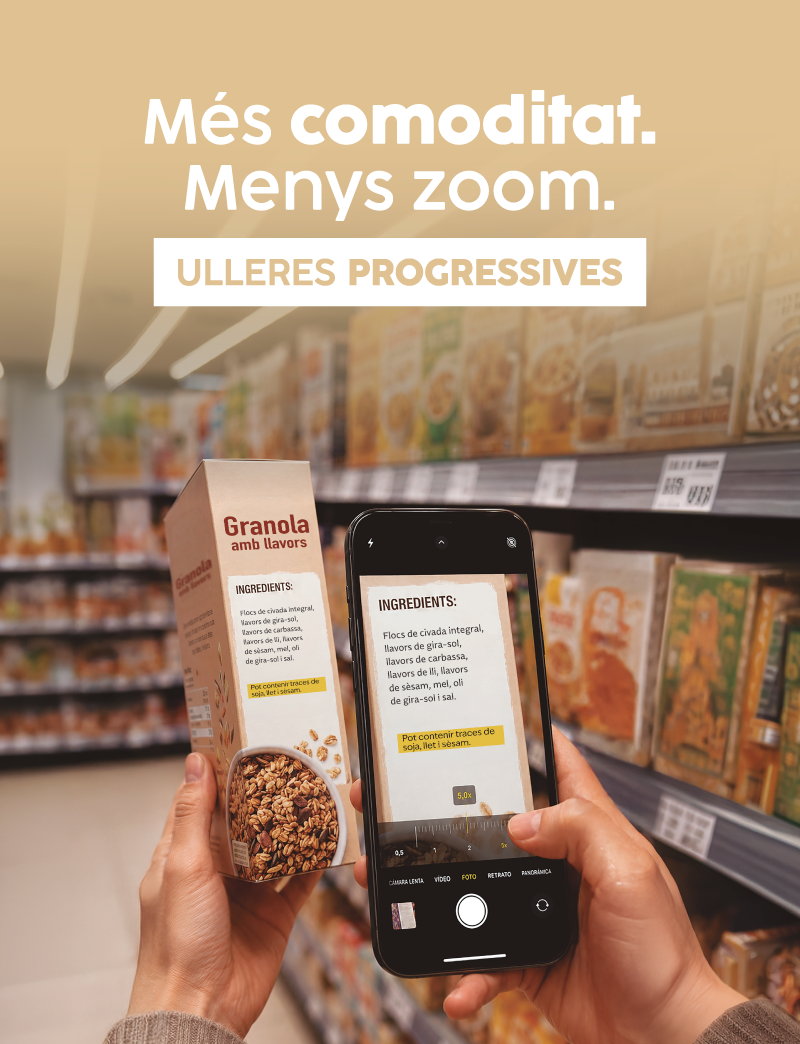 Més comoditat.
Menys zoom.
ULLERES PROGRESSIVES
Granola
amb llavors
INGREDIENTS:
Flocs de civada integral,
llavors de gira-sol,
llavors de carbassa,
llavors de lli, llavors
de sèsam, mel, oli
de gira-sol i sal.
Pot contenir traces de
soja, llet i sèsam.
Granola
amb llavors
INGREDIENTS:
Flocs de civada integral,
llavors de gira-sol,
llavors de carbassa,
llavors de lli, llavors
de sèsam, mel, oli
de gira-sol i sal.
Pot contenir traces de
soja, llet i sèsam.
5,0x
0,5
1
2
5x
CÁMARA LENTA
VÍDEO
FOTO
RETRATO
PANORÁMICA